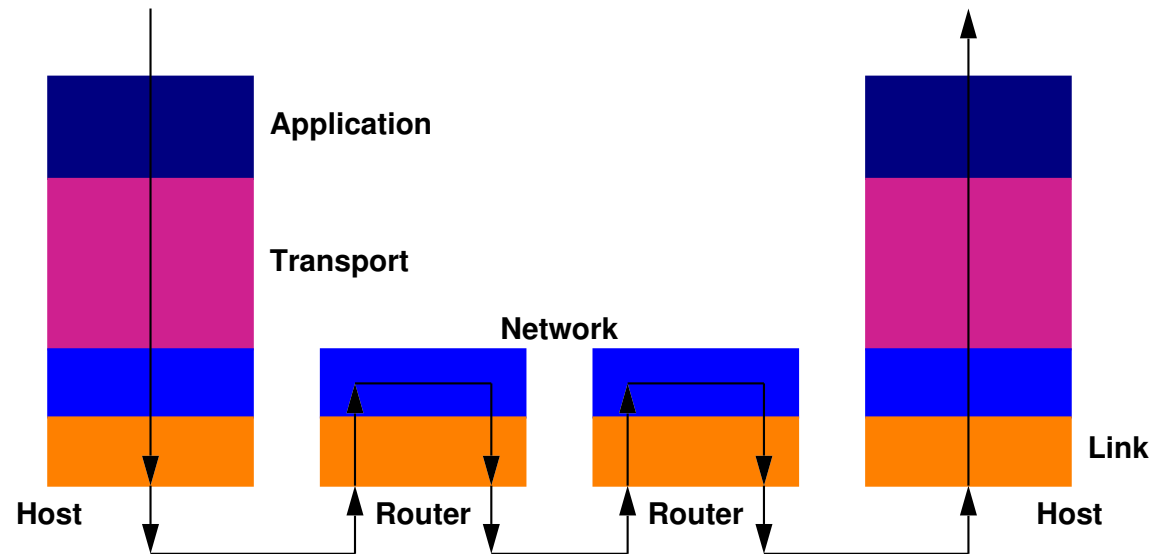 Application
Transport
Network
Link
Host
Router
Router
Host